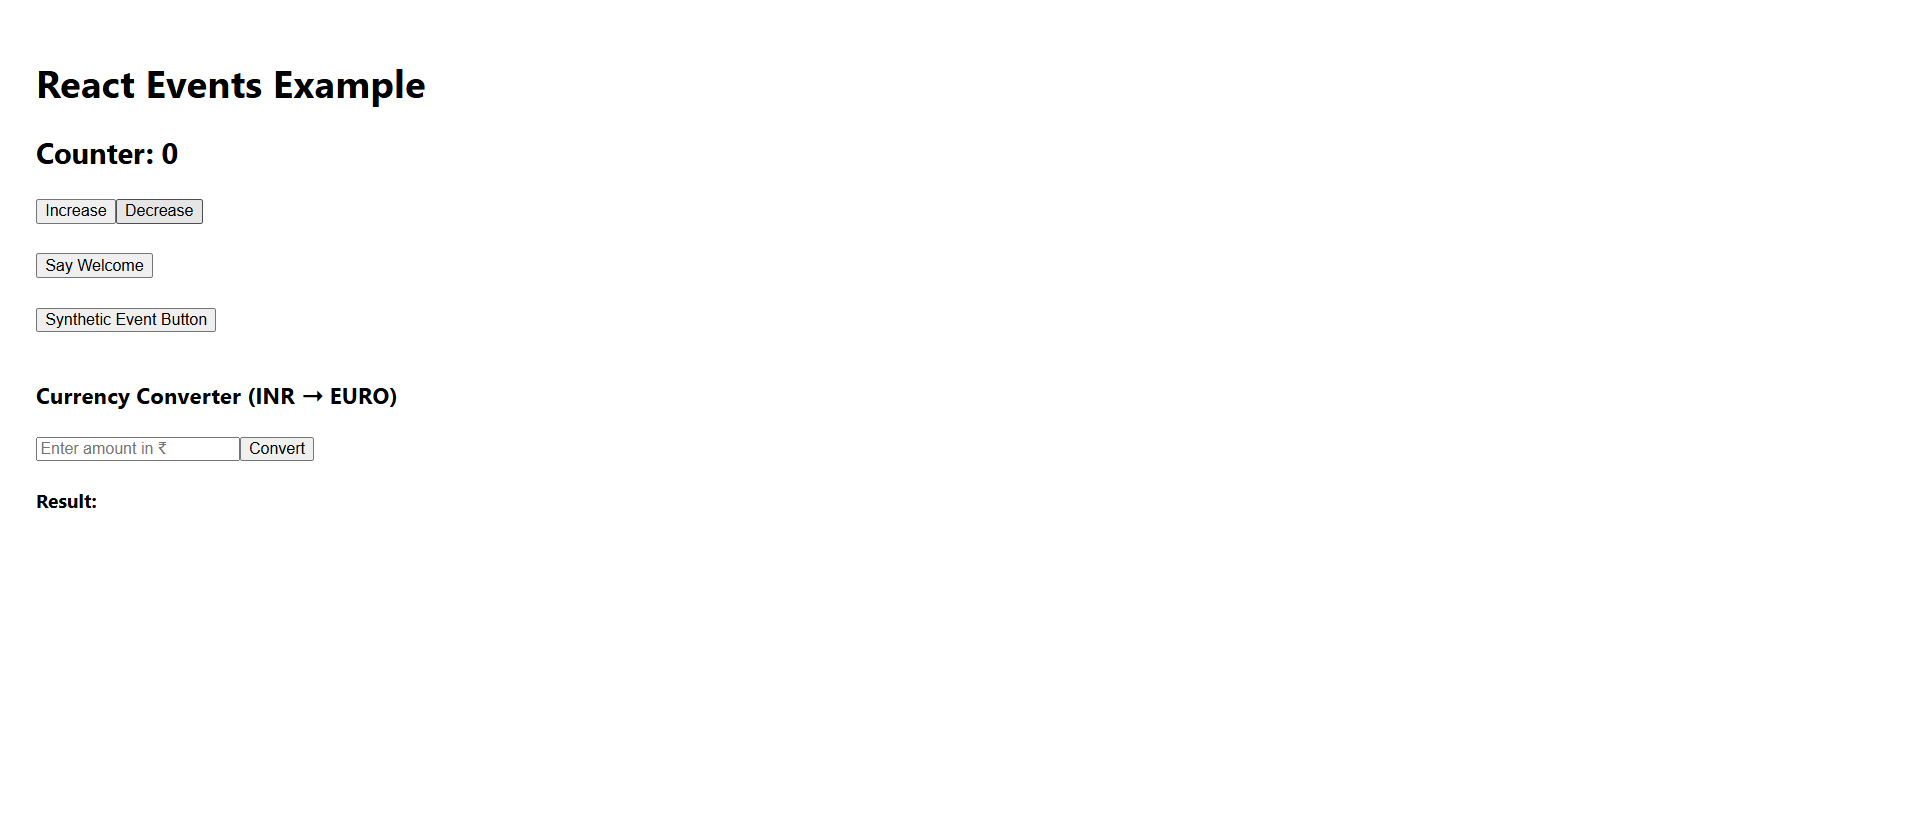 React Events Example
Counter: 0
Increase Decrease
Say Welcome
Synthetic Event Button
Currency Converter (INR → EURO)
Enter amount in ₹ Convert
Result: